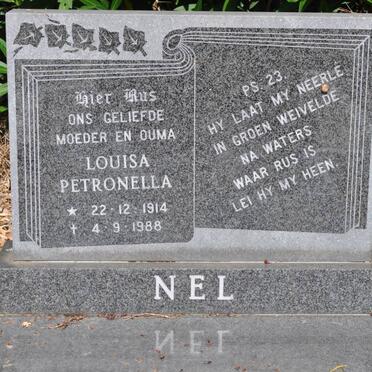 Hier Rus
ONS GELIEFDE
MOEDER EN OUMA
LOUISA
PETRONELLA
★ 22·12·1914
✝ 4·9·1988
PS. 23.
HY LAAT MY NEERLE
IN GROEN WEIVELDE
NA WATERS
WAAR RUS IS
LEI HY MY HEEN.
NEL